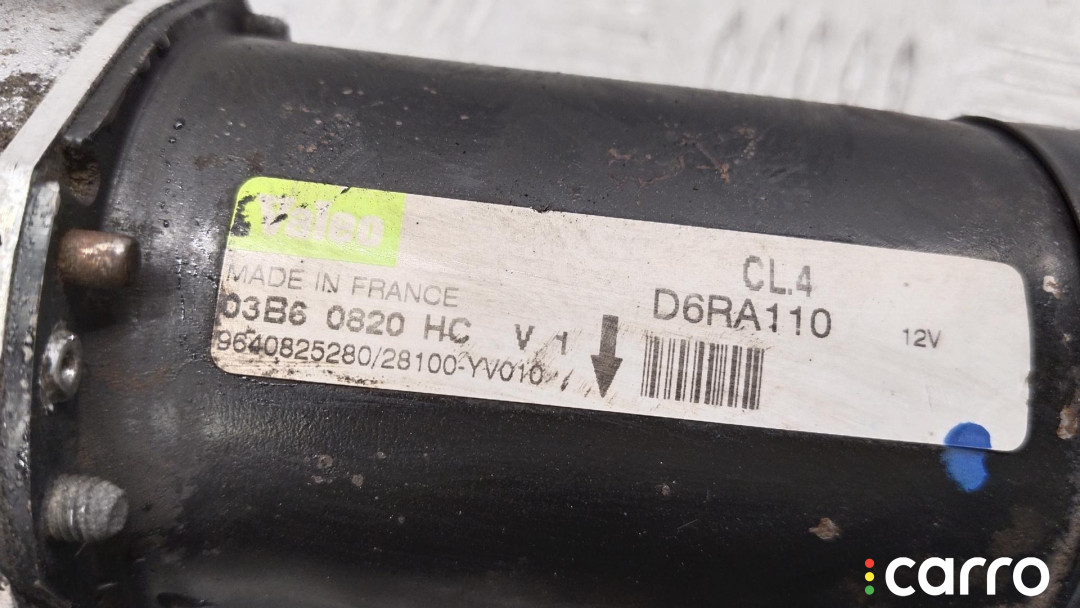 Valeo
MADE IN FRANCE
03B6 0820 HC V 1
9640825280/28100-YV010
CL.4
D6RA110
12V
carro